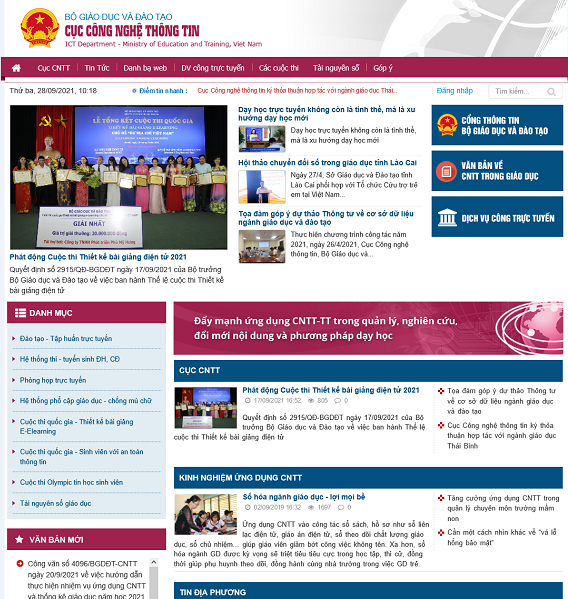 BỘ GIÁO DỤC VÀ ĐÀO TẠO
CỤC CÔNG NGHỆ THÔNG TIN
ICT Department - Ministry of Education and Training, Viet Nam
Cục CNTT
Tin Tức
Danh bạ web
DV công trực tuyến
Các cuộc thi
Tài nguyên số
Góp ý
Thứ ba, 28/09/2021, 10:18
Điểm tin nhanh :
Cục Công nghệ thông tin ký thỏa thuận hợp tác với ngành giáo dục Thái..
Đăng nhập
Tìm kiếm...
LỄ TỔNG KẾT CUỘC THI QUỐC GIA
GIẢI NHẤT
Phát động Cuộc thi Thiết kế bài giảng điện tử 2021
Quyết định số 2915/QĐ-BGDĐT ngày 17/09/2021 của Bộ trưởng
Bộ Giáo dục và Đào tạo về việc ban hành Thể lệ cuộc thi Thiết kế
bài giảng điện tử
Dạy học trực tuyến không còn là tình thế, mà là xu
hướng dạy học mới
Dạy học trực tuyến không còn là tình thế,
mà là xu hướng dạy học mới
Hội thảo chuyển đổi số trong giáo dục tỉnh Lào Cai
Ngày 27/4, Sở Giáo dục và Đào tạo tỉnh
Lào Cai phối hợp với Tổ chức Cứu trợ trẻ
em tại Việt Nam...
Tọa đàm góp ý dự thảo Thông tư về cơ sở dữ liệu
ngành giáo dục và đào tạo
Thực hiện chương trình công tác năm
2021, ngày 26/4/2021, Cục Công nghệ
thông tin, Bộ Giáo dục và...
CỔNG THÔNG TIN
BỘ GIÁO DỤC VÀ ĐÀO TẠO
VĂN BẢN VỀ
CNTT TRONG GIÁO DỤC
DỊCH VỤ CÔNG TRỰC TUYẾN
DANH MỤC
Đào tạo - Tập huấn trực tuyến
Hệ thống thi - tuyển sinh ĐH, CĐ
Phòng họp trực tuyến
Hệ thống phổ cập giáo dục - chống mù chữ
Cuộc thi quốc gia - Thiết kế bài giảng
E-Elearning
Cuộc thi quốc gia - Sinh viên với an toàn
thông tin
Cuộc thi Olympic tin học sinh viên
Tài nguyên số giáo dục
VĂN BẢN MỚI
Công văn số 4096/BGDĐT-CNTT
ngày 20/9/2021 về việc hướng dẫn
thực hiện nhiệm vụ ứng dụng CNTT
và thống kê giáo dục năm học 2021
Đẩy mạnh ứng dụng CNTT-TT trong quản lý, nghiên cứu,
đổi mới nội dung và phương pháp dạy học
CỤC CNTT
Phát động Cuộc thi Thiết kế bài giảng điện tử 2021
17/09/2021 16:52 805 0
Quyết định số 2915/QĐ-BGDĐT ngày 17/09/2021 của Bộ
trưởng Bộ Giáo dục và Đào tạo về việc ban hành Thể lệ
cuộc thi Thiết kế bài giảng điện tử
Tọa đàm góp ý dự thảo Thông tư
về cơ sở dữ liệu ngành giáo dục
và đào tạo
Cục Công nghệ thông tin ký thỏa
thuận hợp tác với ngành giáo dục
Thái Bình
KINH NGHIỆM ỨNG DỤNG CNTT
Số hóa ngành giáo dục - lợi mọi bề
02/09/2019 16:32 1697 0
Ứng dụng CNTT vào công tác sổ sách, hồ sơ như sổ liên
lạc điện tử, giáo án điện tử, sổ theo dõi chất lượng giáo
dục, sổ chủ nhiệm... giúp giáo viên giảm bớt công việc không tên. Xa hơn, số
hóa ngành GD được kỳ vọng sẽ triệt tiêu tiêu cực trong học tập, thi cử, đồng
thời giúp phụ huynh theo dõi, đồng hành cùng nhà trường trong việc GD trẻ.
Tăng cường ứng dụng CNTT trong
quản lý chuyên môn trường mầm
non
Cần một cách nhìn khác về “vá lỗ
hổng bảo mật”
TIN ĐỊA PHƯƠNG